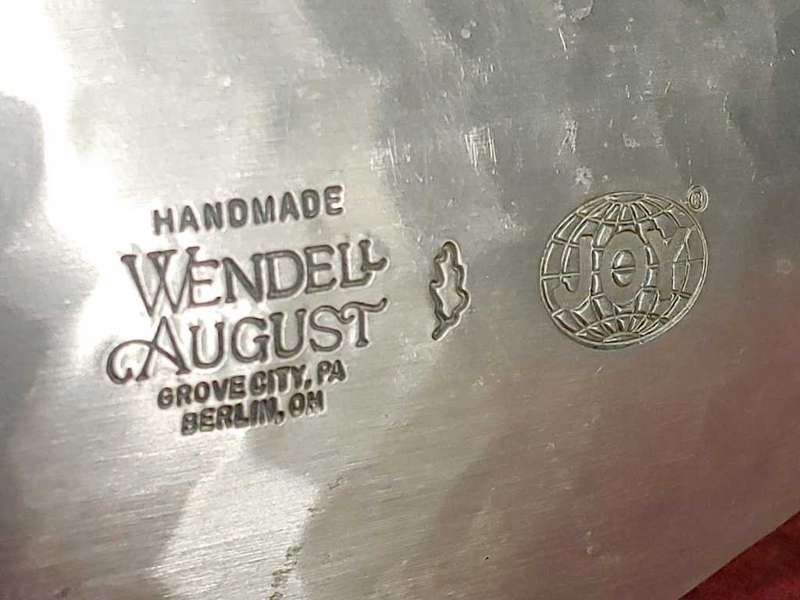 HANDMADE
WENDELL
AUGUST
GROVE CITY, PA
BERLIN, OH
JOY ®